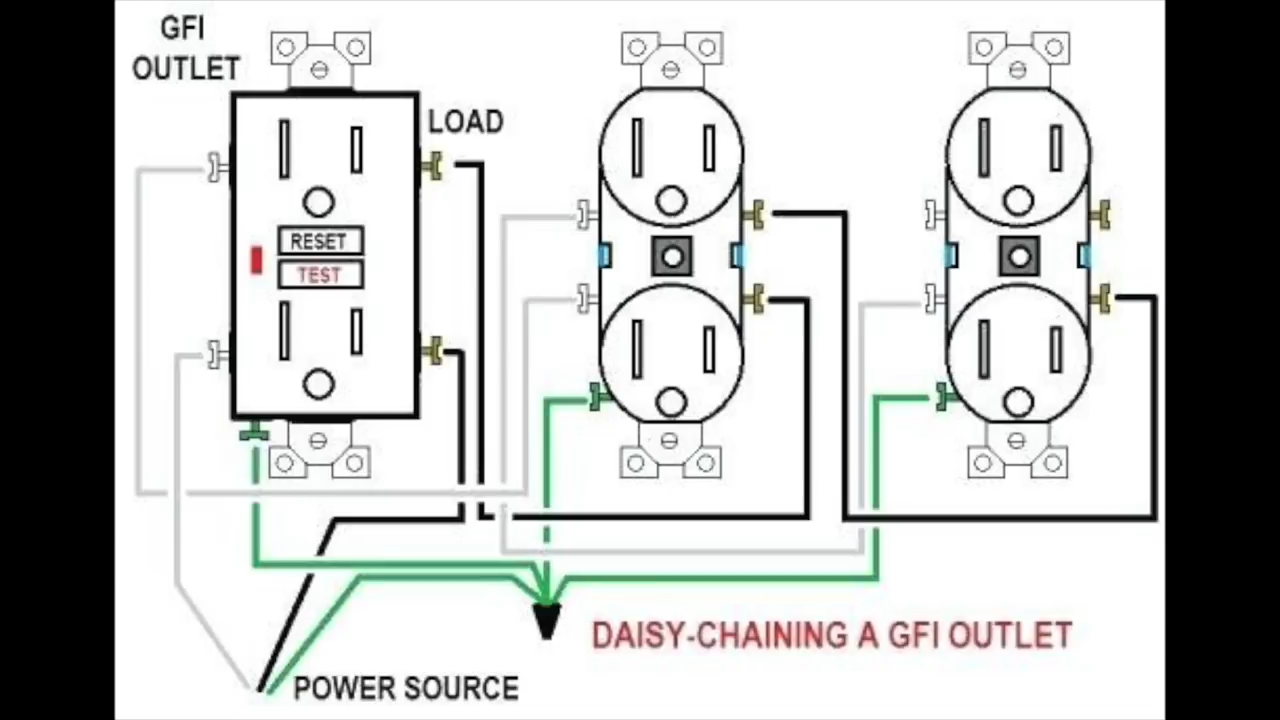 GFI
OUTLET
LOAD
RESET
TEST
DAISY-CHAINING A GFI OUTLET
POWER SOURCE